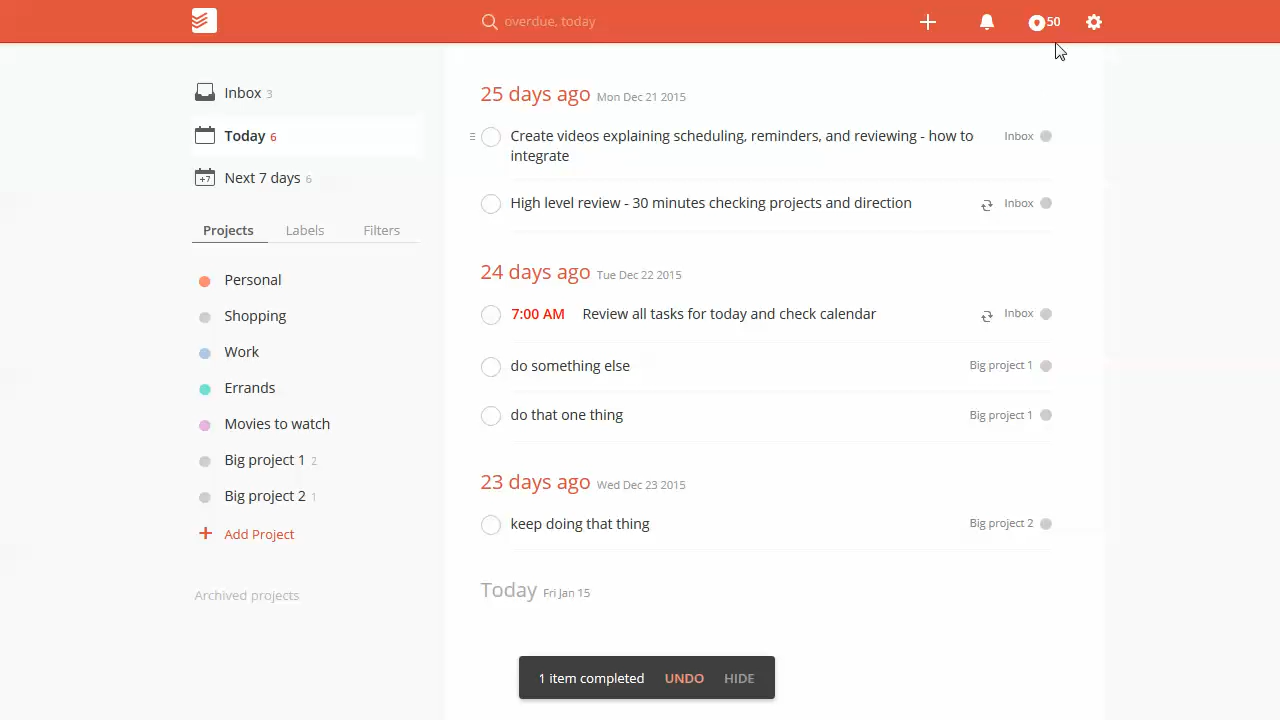 overdue, today
50
Inbox 3
Today 6
+7 Next 7 days 6
Projects Labels Filters
Personal
Shopping
Work
Errands
Movies to watch
Big project 1 2
Big project 2 1
+ Add Project
Archived projects
25 days ago Mon Dec 21 2015
Create videos explaining scheduling, reminders, and reviewing - how to Inbox
integrate
High level review - 30 minutes checking projects and direction Inbox
24 days ago Tue Dec 22 2015
7:00 AM Review all tasks for today and check calendar Inbox
do something else Big project 1
do that one thing Big project 1
23 days ago Wed Dec 23 2015
keep doing that thing Big project 2
Today Fri Jan 15
1 item completed UNDO HIDE